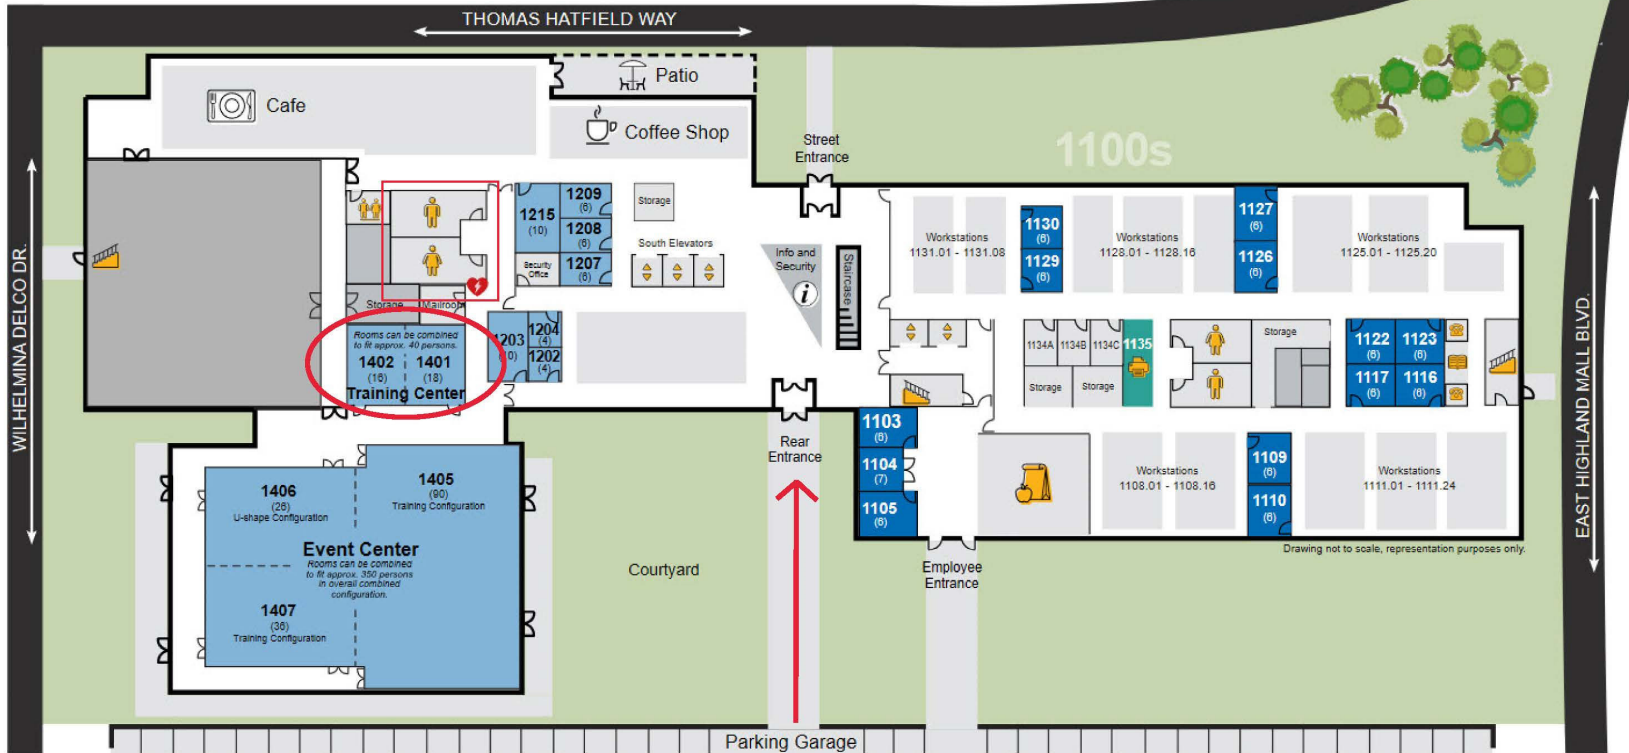 THOMAS HATFIELD WAY
WILHELMINA DELCO DR.
EAST HIGHLAND MALL BLVD.
Patio
Cafe
Coffee Shop
Street
Entrance
1100s
1215
(10)
1209
(6)
1208
(6)
1207
(6)
Security
Office
Storage
South Elevators
Info and
Security
i
Staircase
Workstations
1131.01 - 1131.08
1130
(6)
1129
(6)
Workstations
1128.01 - 1128.16
1127
(6)
1126
(6)
Workstations
1125.01 - 1125.20
Storage
Mailroom
Rooms can be combined
to fit approx. 40 persons.
1402
(16)
1401
(18)
Training Center
1203
1204
(4)
1202
(4)
1134A
1134B
1134C
1135
Storage
Storage
Storage
1122
(6)
1123
(6)
1117
(6)
1116
(6)
Rear
Entrance
1103
(6)
1104
(7)
1105
(6)
Workstations
1108.01 - 1108.16
1109
(6)
1110
(6)
Workstations
1111.01 - 1111.24
Drawing not to scale, representation purposes only.
Employee
Entrance
1406
(26)
U-shape Configuration
1405
(90)
Training Configuration
Event Center
Rooms can be combined
to fit approx. 350 persons
in overall combined
configuration.
1407
(36)
Training Configuration
Courtyard
Parking Garage